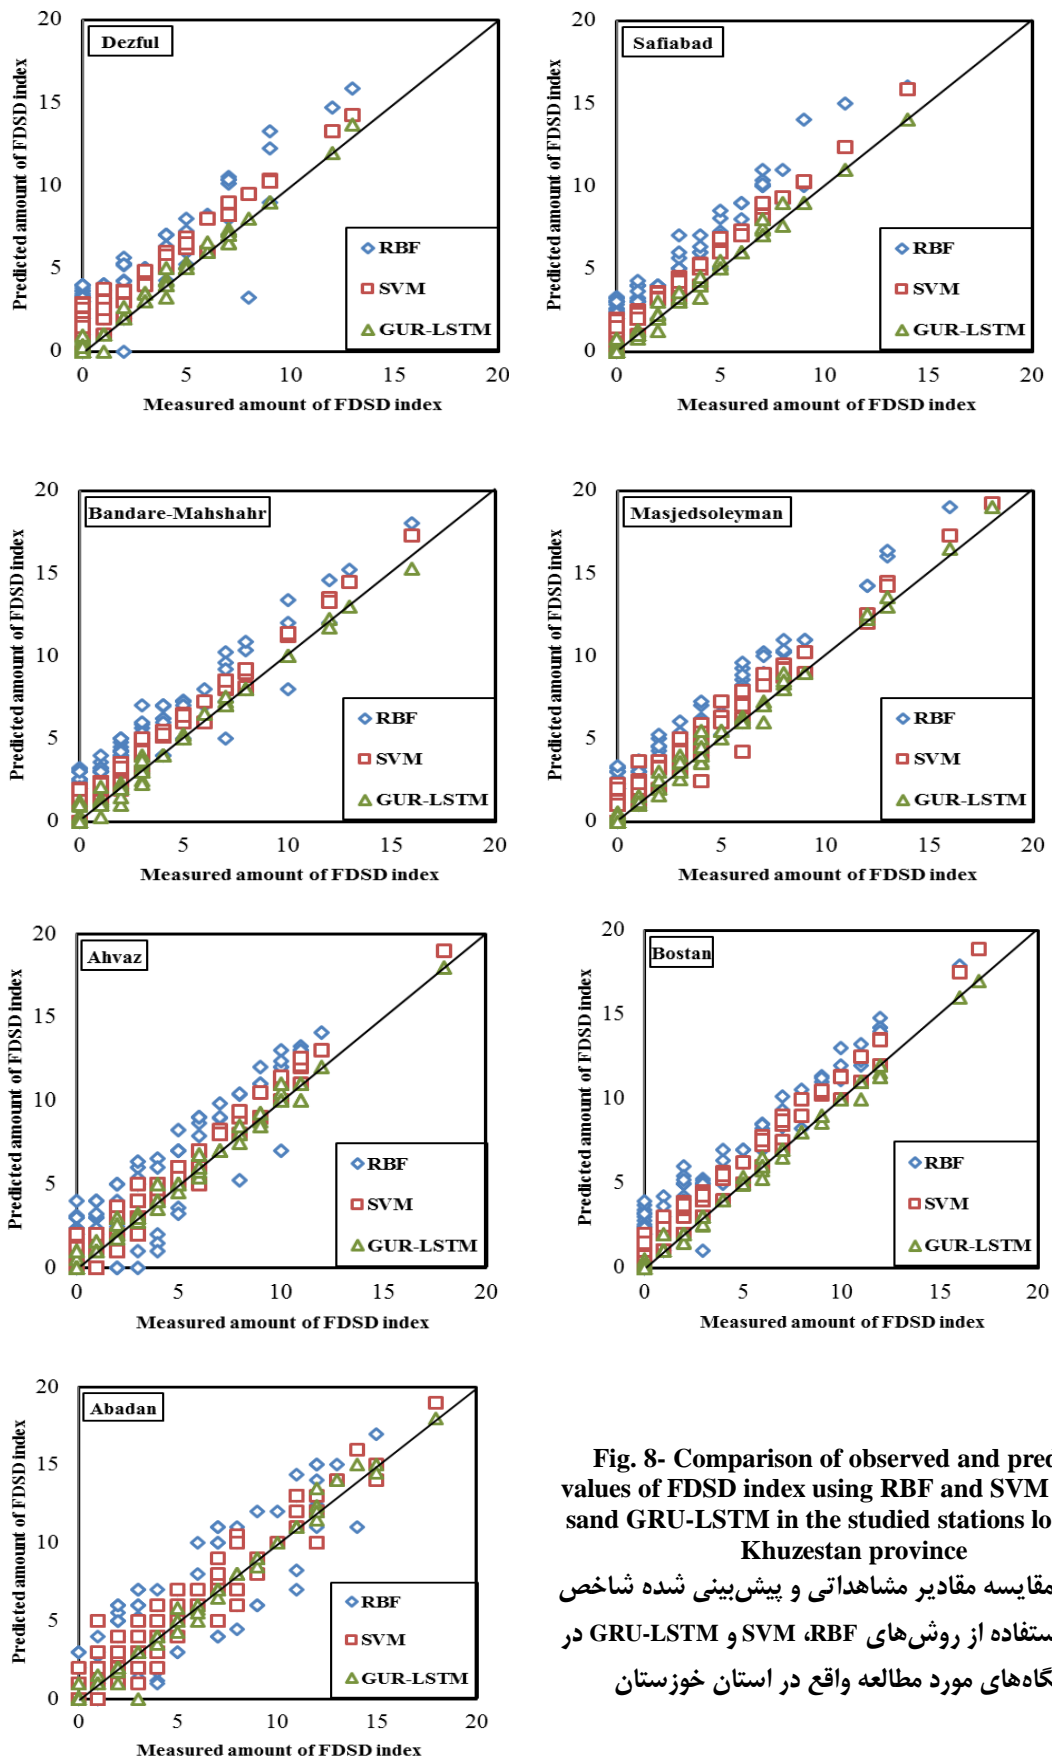 Dezful
Predicted amount of FDSD index
20
15
10
5
0
RBF
SVM
GUR-LSTM
0 5 10 15 20
Measured amount of FDSD index
Safiabad
Predicted amount of FDSD index
20
15
10
5
0
RBF
SVM
GUR-LSTM
0 5 10 15 20
Measured amount of FDSD index
Bandare-Mahshahr
Predicted amount of FDSD index
20
15
10
5
0
RBF
SVM
GUR-LSTM
0 5 10 15 20
Measured amount of FDSD index
Masjedsoleyman
Predicted amount of FDSD index
20
15
10
5
0
RBF
SVM
GUR-LSTM
0 5 10 15 20
Measured amount of FDSD index
Ahvaz
Predicted amount of FDSD index
20
15
10
5
0
RBF
SVM
GUR-LSTM
0 5 10 15 20
Measured amount of FDSD index
Bostan
Predicted amount of FDSD index
20
15
10
5
0
RBF
SVM
GUR-LSTM
0 5 10 15 20
Measured amount of FDSD index
Abadan
Predicted amount of FDSD index
20
15
10
5
0
RBF
SVM
GUR-LSTM
0 5 10 15 20
Measured amount of FDSD index
Fig. 8- Comparison of observed and pred
values of FDSD index using RBF and SVM
sand GRU-LSTM in the studied stations lo
Khuzestan province
مقایسه مقادیر مشاهداتی و پیش‌بینی شده شاخص
ستفاده از روش‌های RBF، SVM و GRU-LSTM در
گاه‌های مورد مطالعه واقع در استان خوزستان